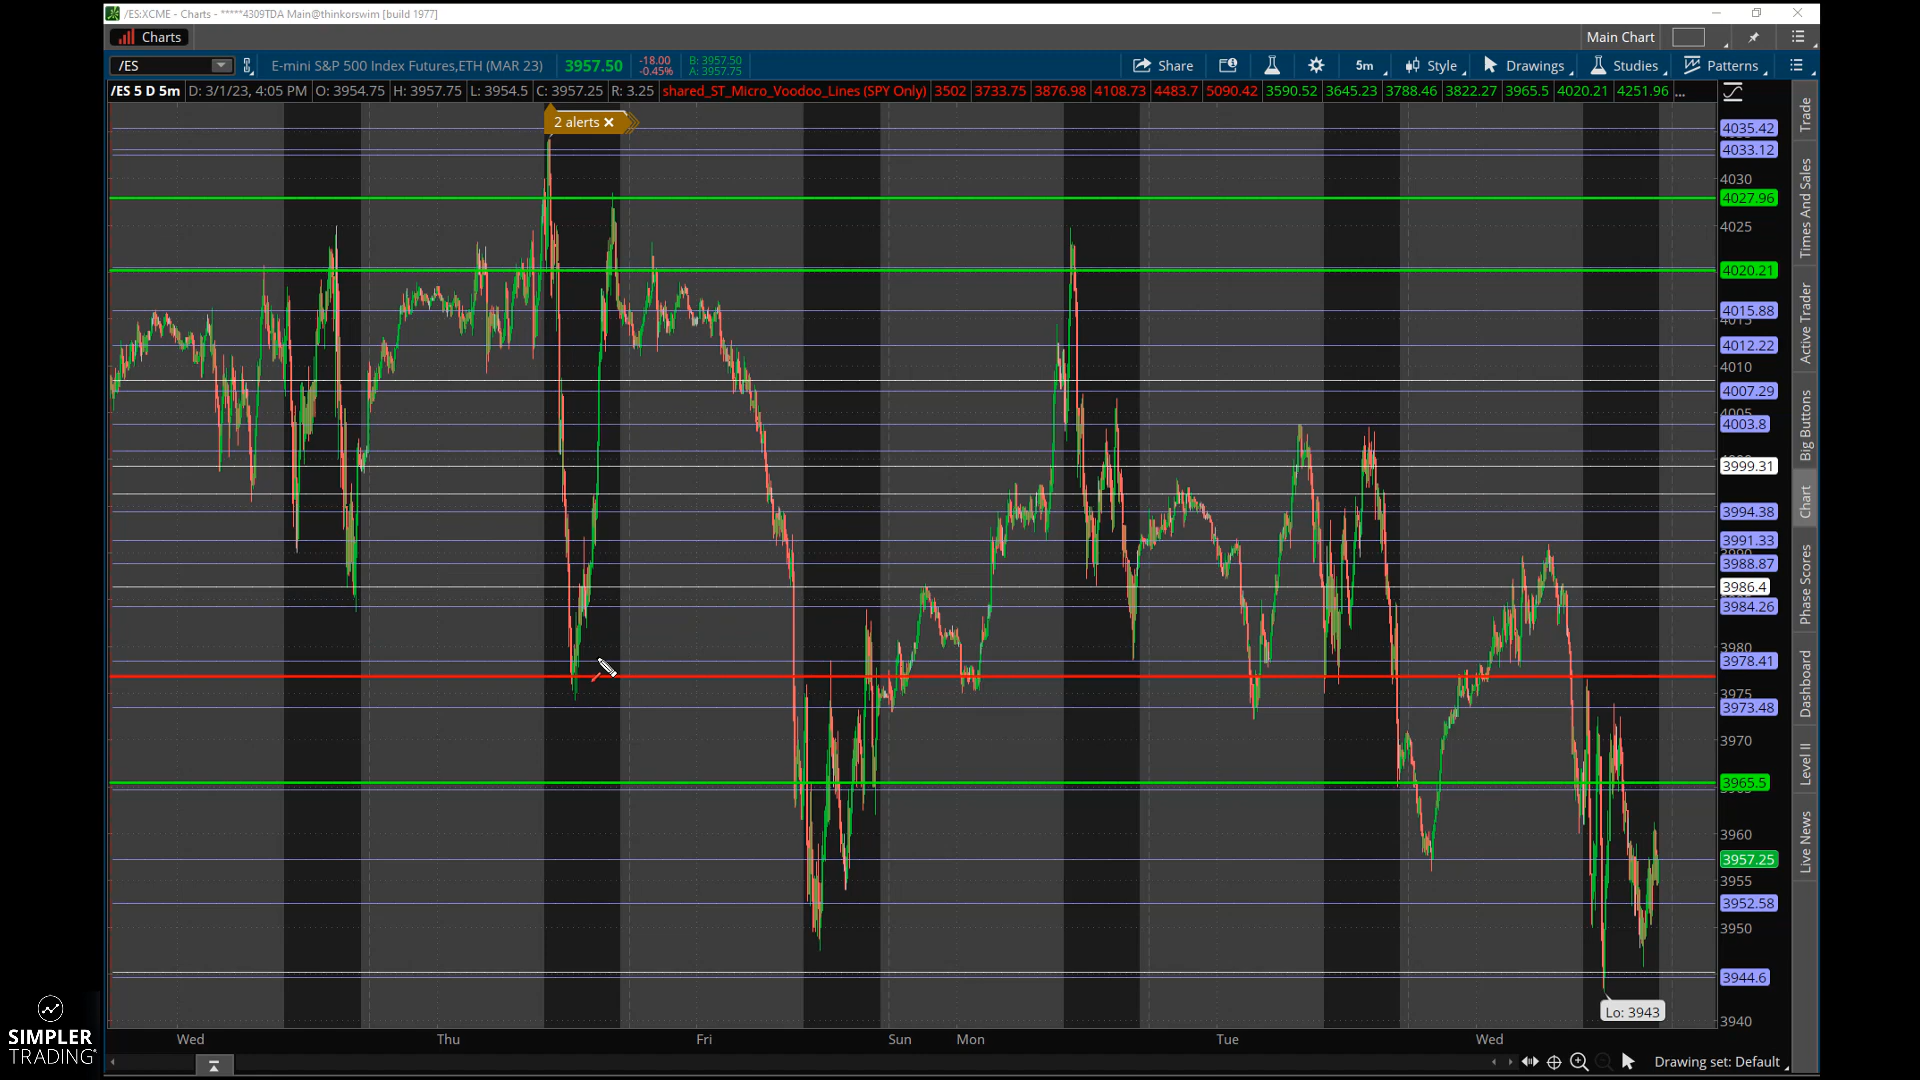 /ES:XCME - Charts - *****4309TDA Main@thinkorswim [build 1977]
Charts
Main Chart
/ES
E-mini S&P 500 Index Futures,ETH (MAR 23)
3957.50
-18.00
-0.45%
B: 3957.50
A: 3957.75
Share
5m
Style
Drawings
Studies
Patterns
/ES 5 D 5m
D: 3/1/23, 4:05 PM
O: 3954.75
H: 3957.75
L: 3954.5
C: 3957.25
R: 3.25
shared_ST_Micro_Voodoo_Lines (SPY Only)
3502
3733.75
3876.98
4108.73
4483.7
5090.42
3590.52
3645.23
3788.46
3822.27
3965.5
4020.21
4251.96
...
2 alerts
4035.42
4033.12
4030
4027.96
4025
4020.21
4015.88
4015
4012.22
4010
4007.29
4005
4003.8
3999.31
3994.38
3991.33
3990
3988.87
3986.4
3984.26
3980
3978.41
3975
3973.48
3970
3965.5
3960
3957.25
3955
3952.58
3950
3944.6
3940
Lo: 3943
Trade
Times And Sales
Active Trader
Big Buttons
Chart
Phase Scores
Dashboard
Level II
Live News
Wed
Thu
Fri
Sun
Mon
Tue
Wed
Drawing set: Default
SIMPLER
TRADING